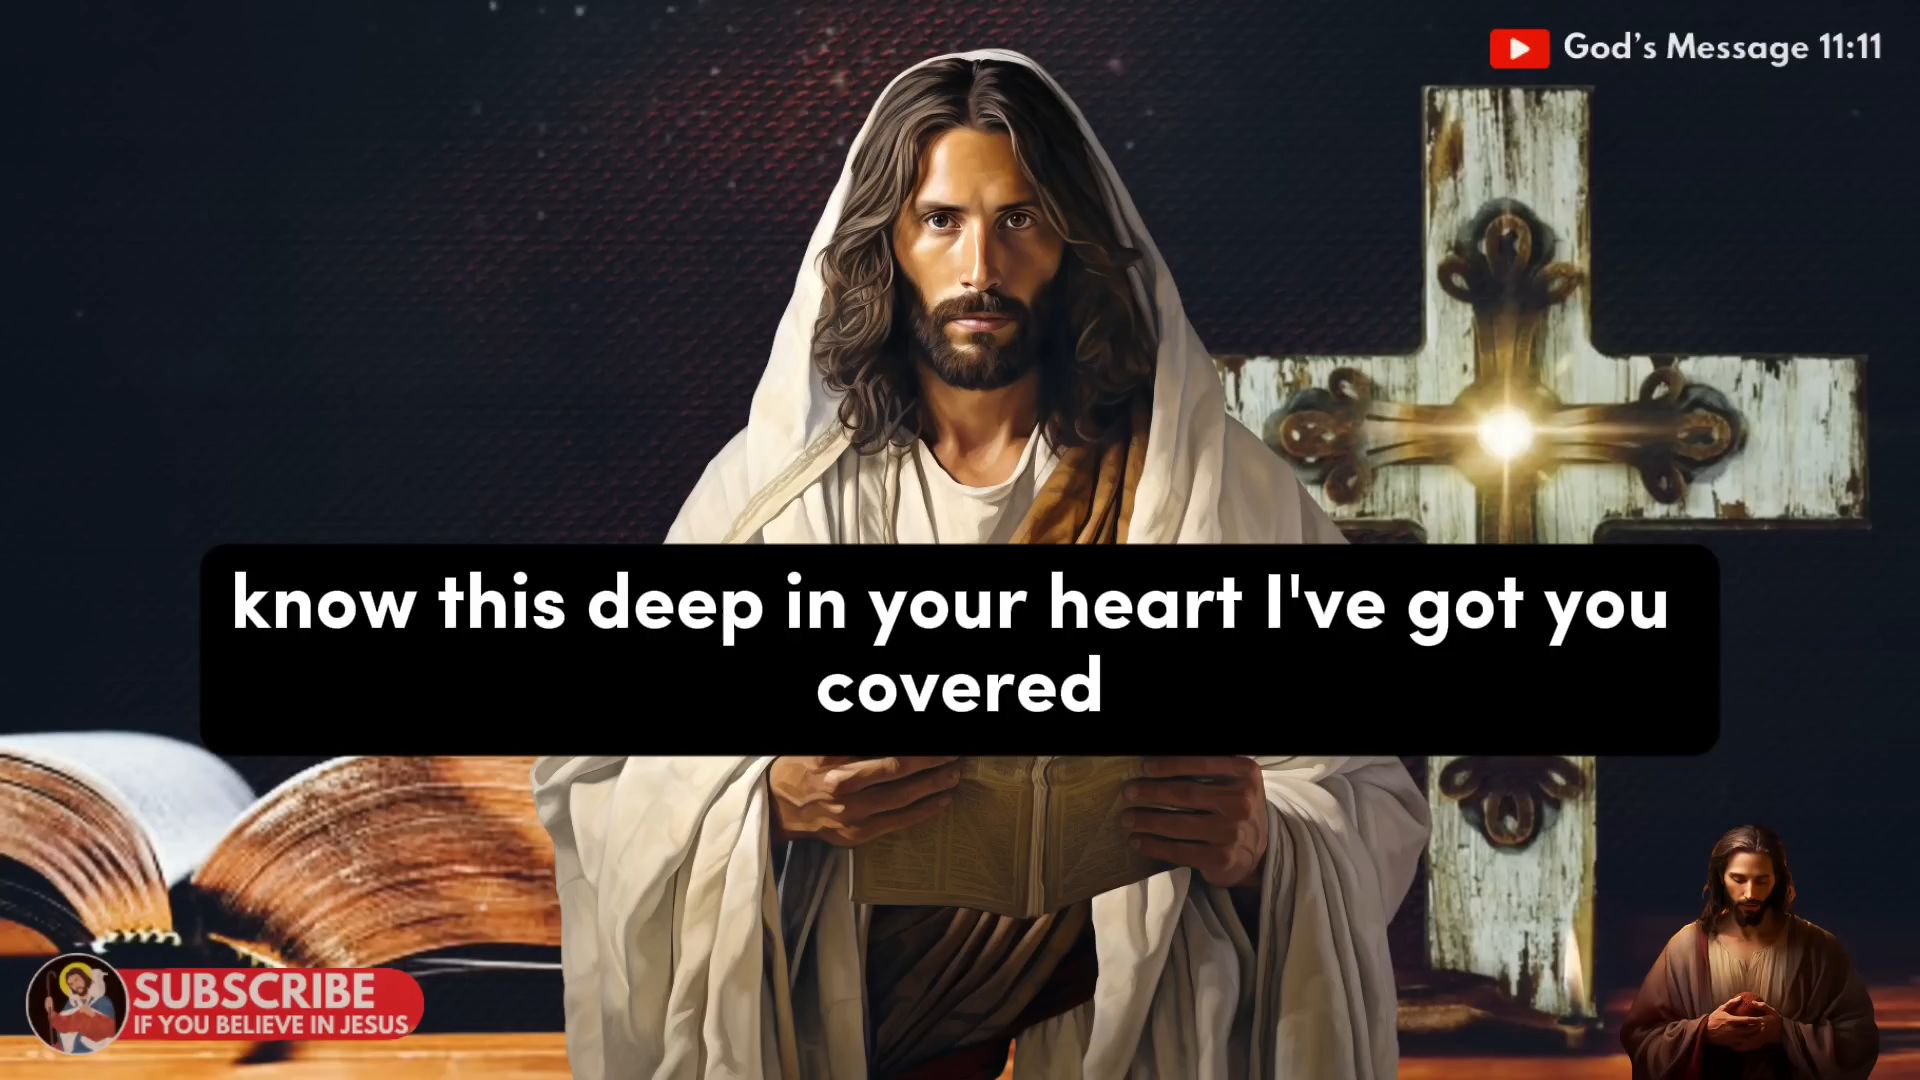 God's Message 11:11
know this deep in your heart I've got you
covered
SUBSCRIBE
IF YOU BELIEVE IN JESUS